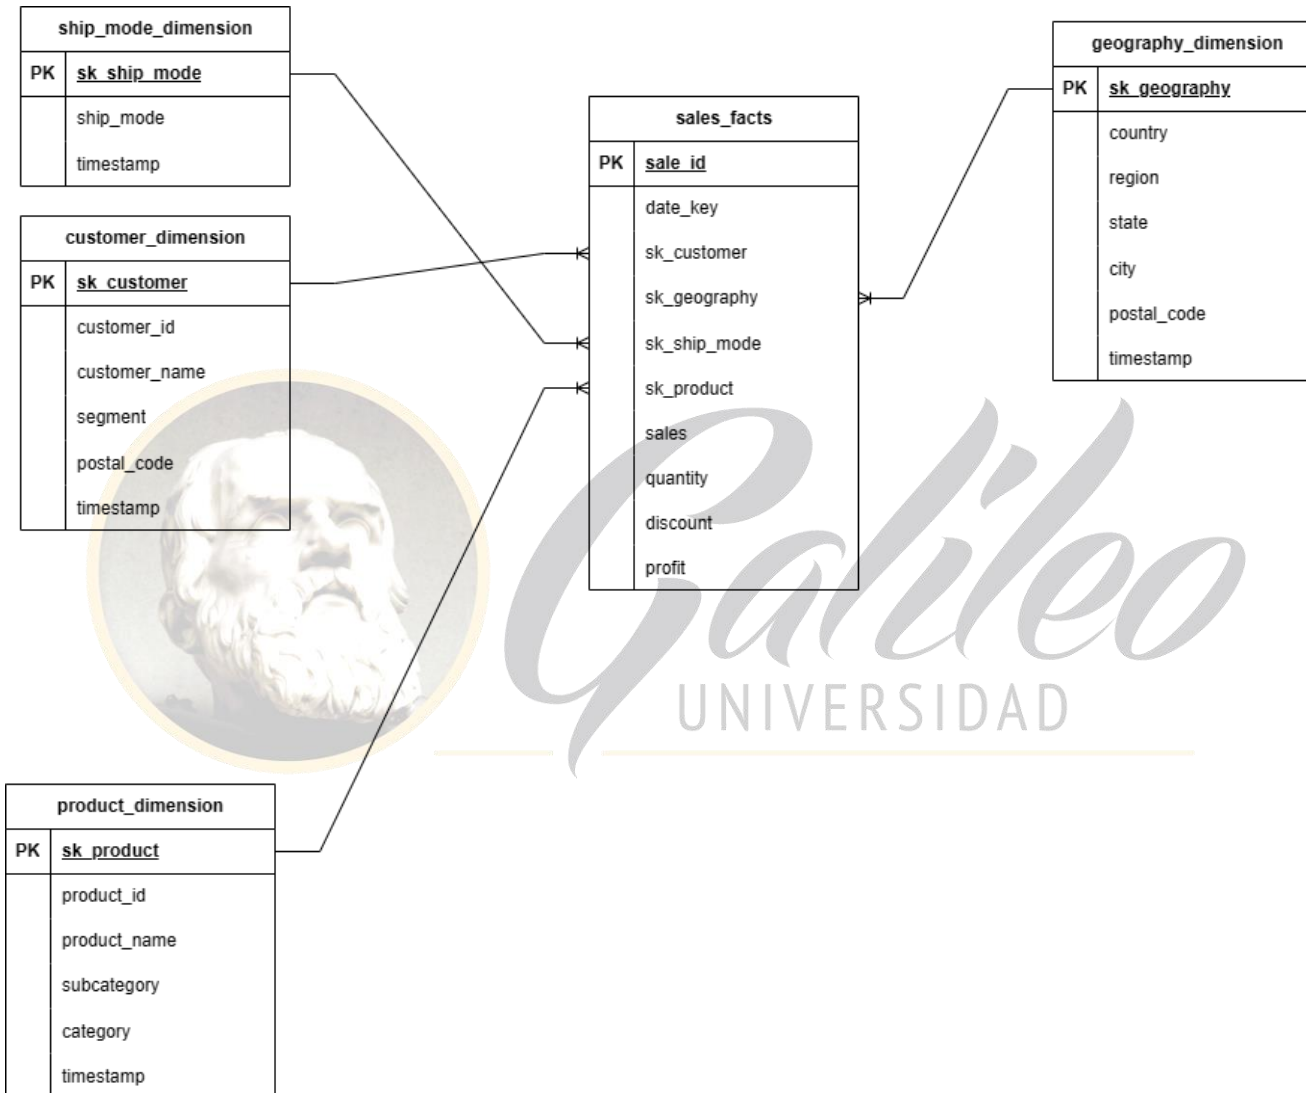 ship_mode_dimension
PK sk_ship_mode
ship_mode
timestamp
customer_dimension
PK sk_customer
customer_id
customer_name
segment
postal_code
timestamp
sales_facts
PK sale_id
date_key
sk_customer
sk_geography
sk_ship_mode
sk_product
sales
quantity
discount
profit
geography_dimension
PK sk_geography
country
region
state
city
postal_code
timestamp
Galileo
UNIVERSIDAD
product_dimension
PK sk_product
product_id
product_name
subcategory
category
timestamp